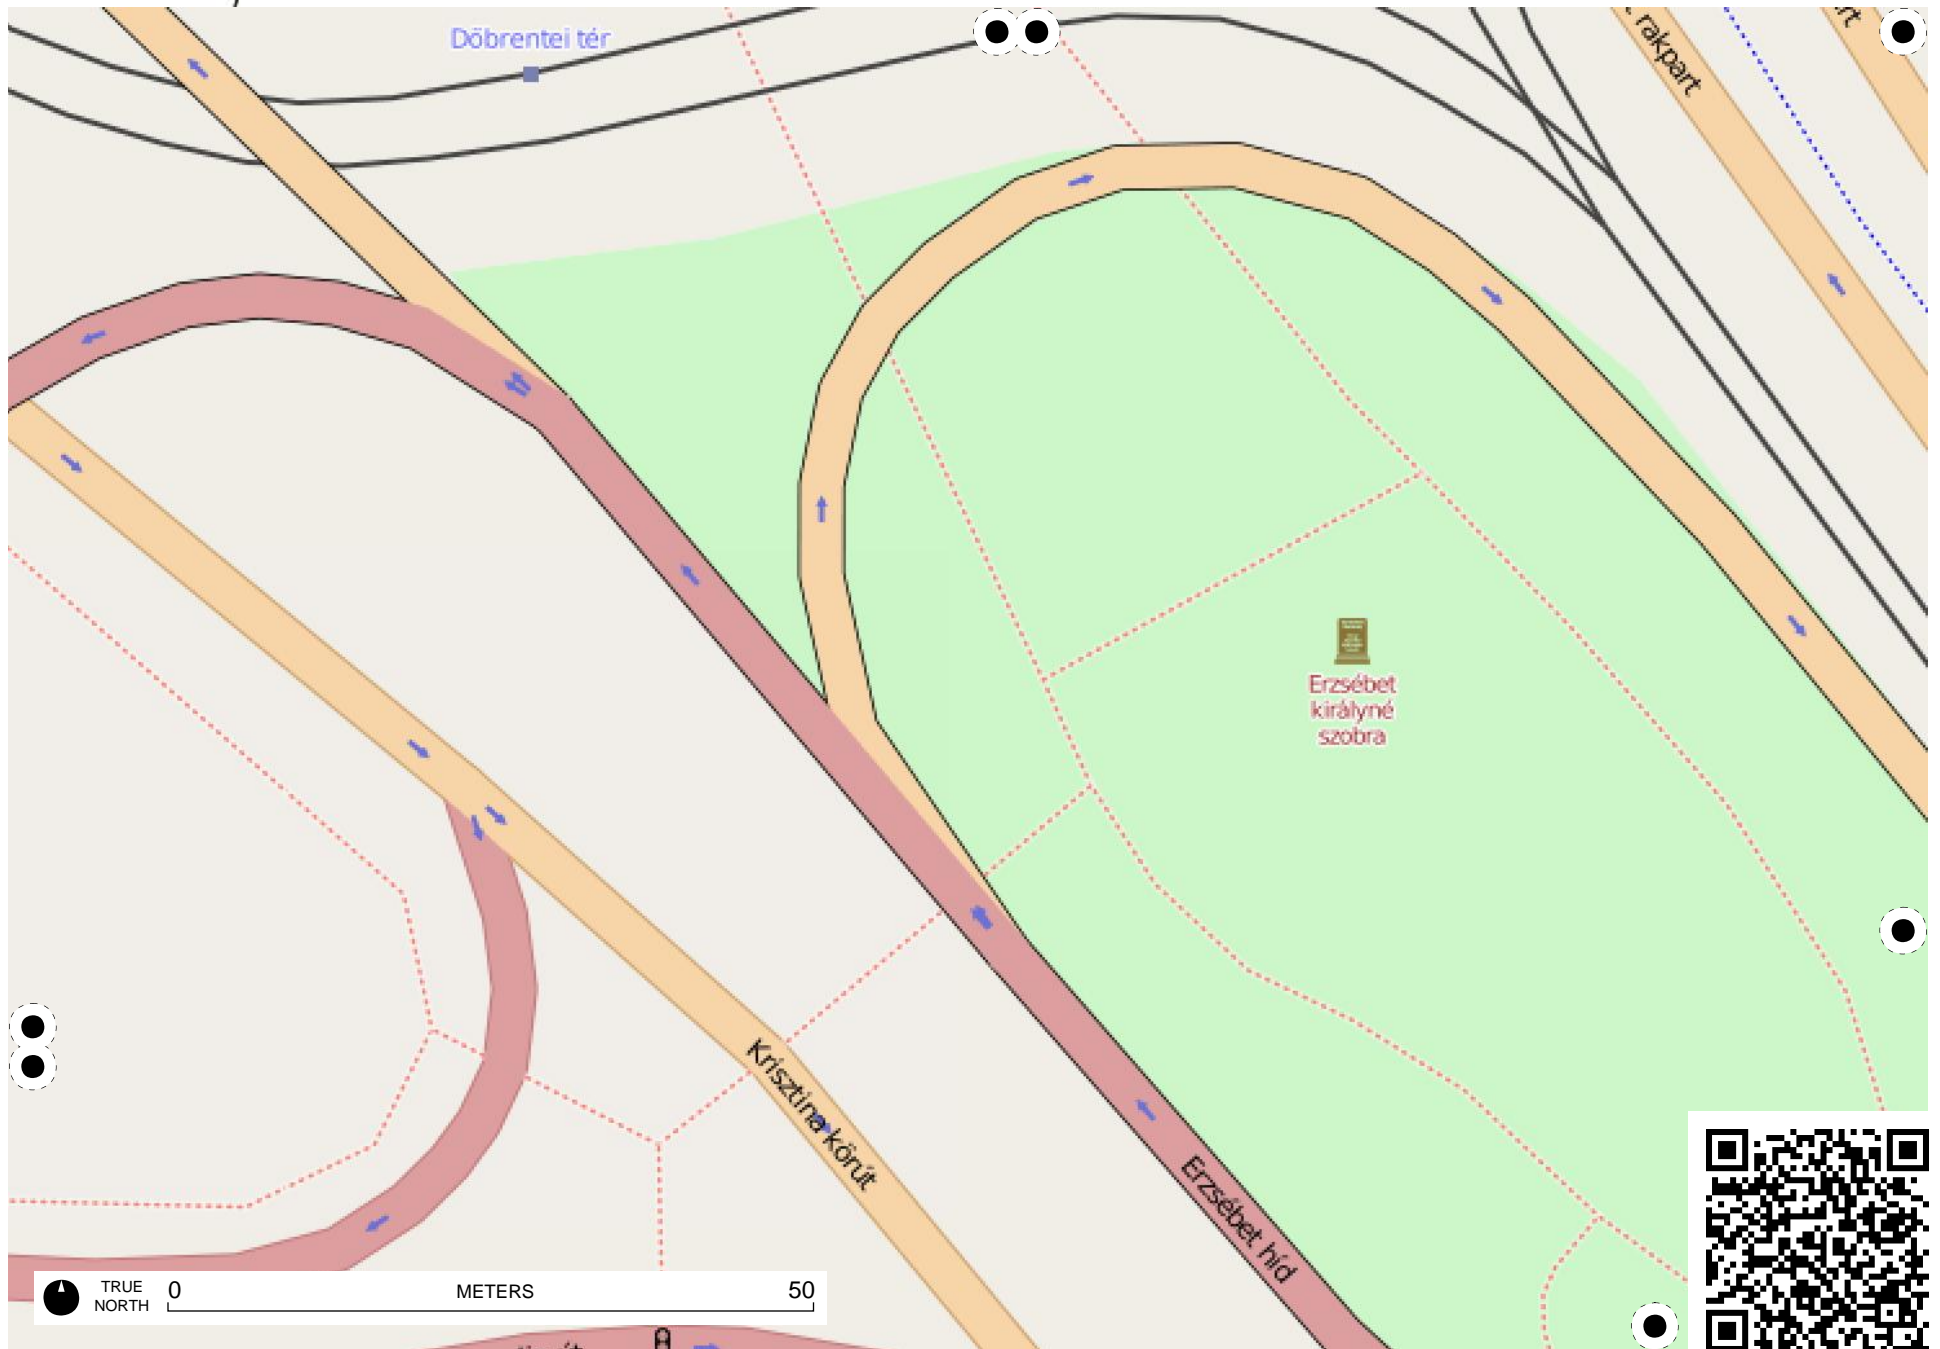 Döbrentei tér
rakpart
Erzsébet
királyné
szobra
Krisztina körút
Erzsébet híd
TRUE
NORTH
0 METERS 50